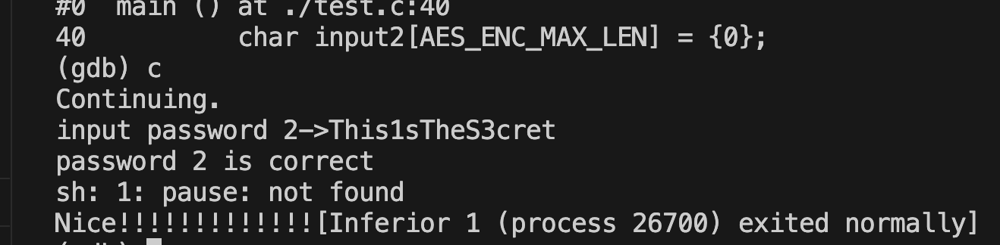 #0  main () at ./test.c:40
40          char input2[AES_ENC_MAX_LEN] = {0};
(gdb) c
Continuing.
input password 2->This1sTheS3cret
password 2 is correct
sh: 1: pause: not found
Nice!!!!!!!!!!!!![Inferior 1 (process 26700) exited normally]
(gdb)